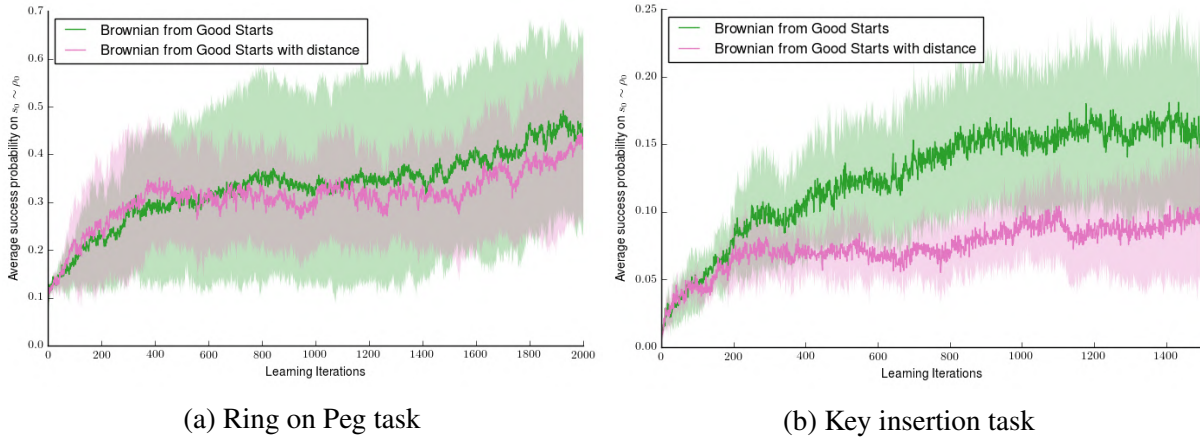 Brownian from Good Starts
Brownian from Good Starts with distance
Average success probability on s₀ ~ ρ₀
0.7
0.6
0.5
0.4
0.3
0.2
0.1
0.0
0 200 400 600 800 1000 1200 1400 1600 1800 2000
Learning Iterations
(a) Ring on Peg task
Brownian from Good Starts
Brownian from Good Starts with distance
Average success probability on s₀ ~ ρ₀
0.25
0.20
0.15
0.10
0.05
0.00
0 200 400 600 800 1000 1200 1400
Learning Iterations
(b) Key insertion task